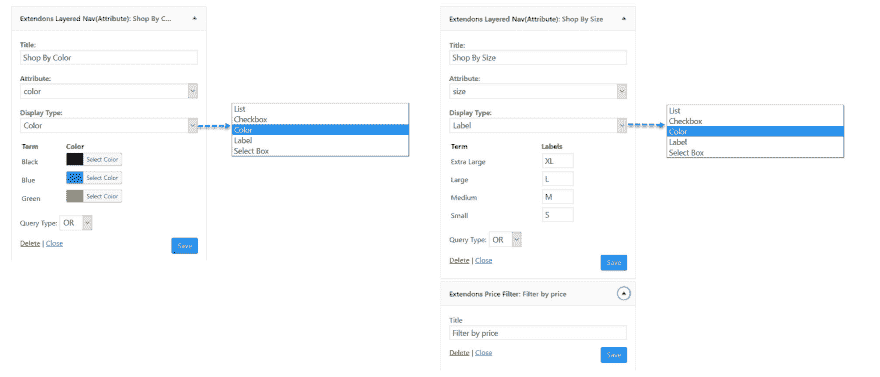 Extendons Layered Nav(Attribute): Shop By C...
Title:
Shop By Color
Attribute:
color
Display Type:
Color
Term Color
Black Select Color
Blue Select Color
Green Select Color
Query Type: OR
Delete | Close
Save
List
Checkbox
Color
Label
Select Box
Extendons Layered Nav(Attribute): Shop By Size
Title:
Shop By Size
Attribute:
size
Display Type:
Label
Term Labels
Extra Large XL
Large L
Medium M
Small S
Query Type: OR
Delete | Close
Save
List
Checkbox
Color
Label
Select Box
Extendons Price Filter: Filter by price
Title
Filter by price
Delete | Close
Save